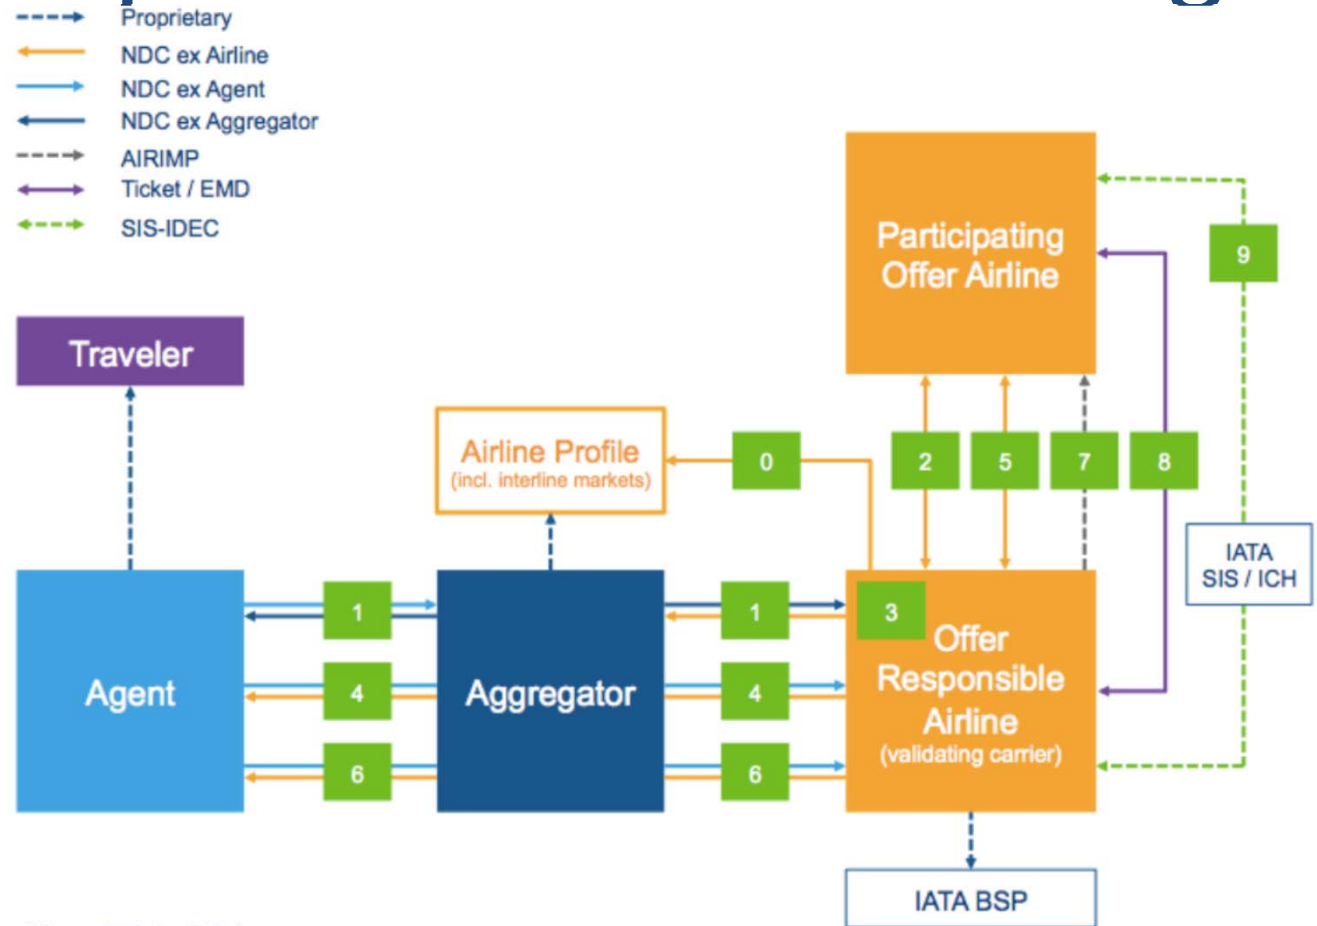 Proprietary
NDC ex Airline
NDC ex Agent
NDC ex Aggregator
AIRIMP
Ticket / EMD
SIS-IDEC
Participating
Offer Airline
9
Traveler
Airline Profile
(incl. interline markets)
0
2
5
7
8
IATA
SIS / ICH
1
1
3
Offer
Responsible
Airline
(validating carrier)
Agent
4
Aggregator
4
6
6
IATA BSP